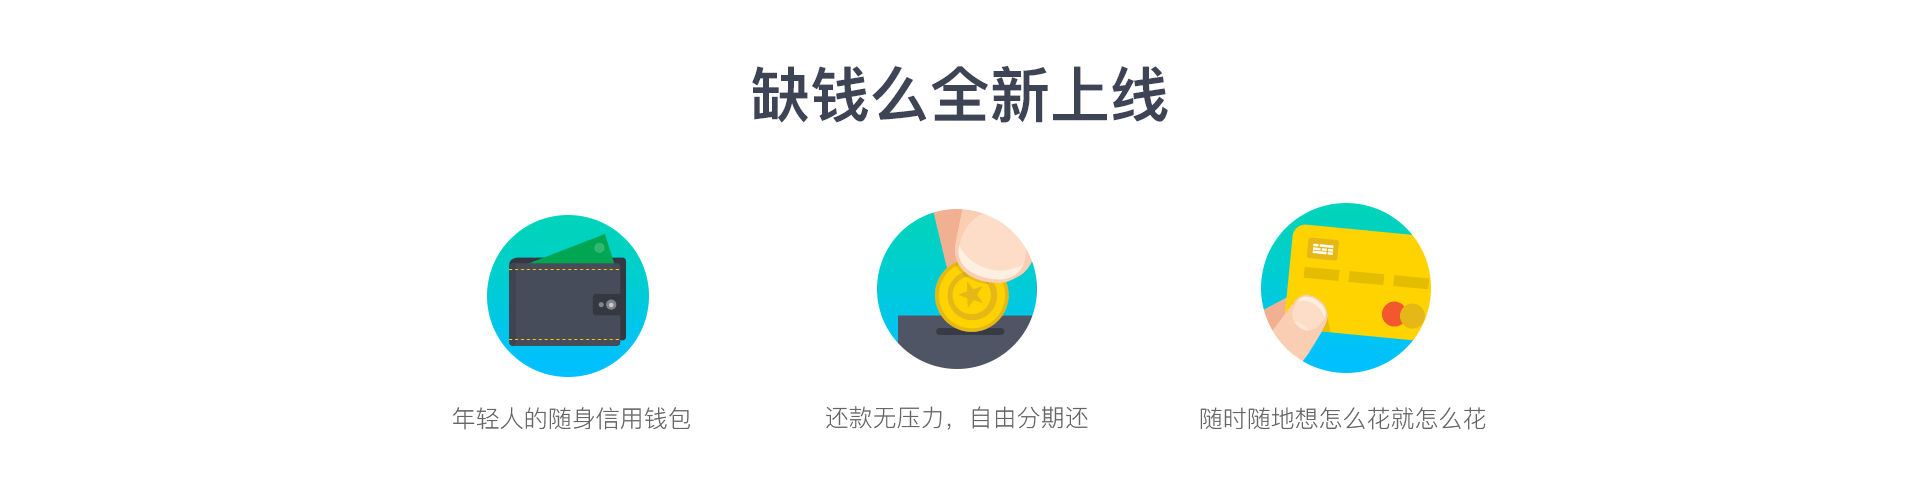 缺钱么全新上线
年轻人的随身信用钱包
还款无压力，自由分期还
随时随地想怎么花就怎么花